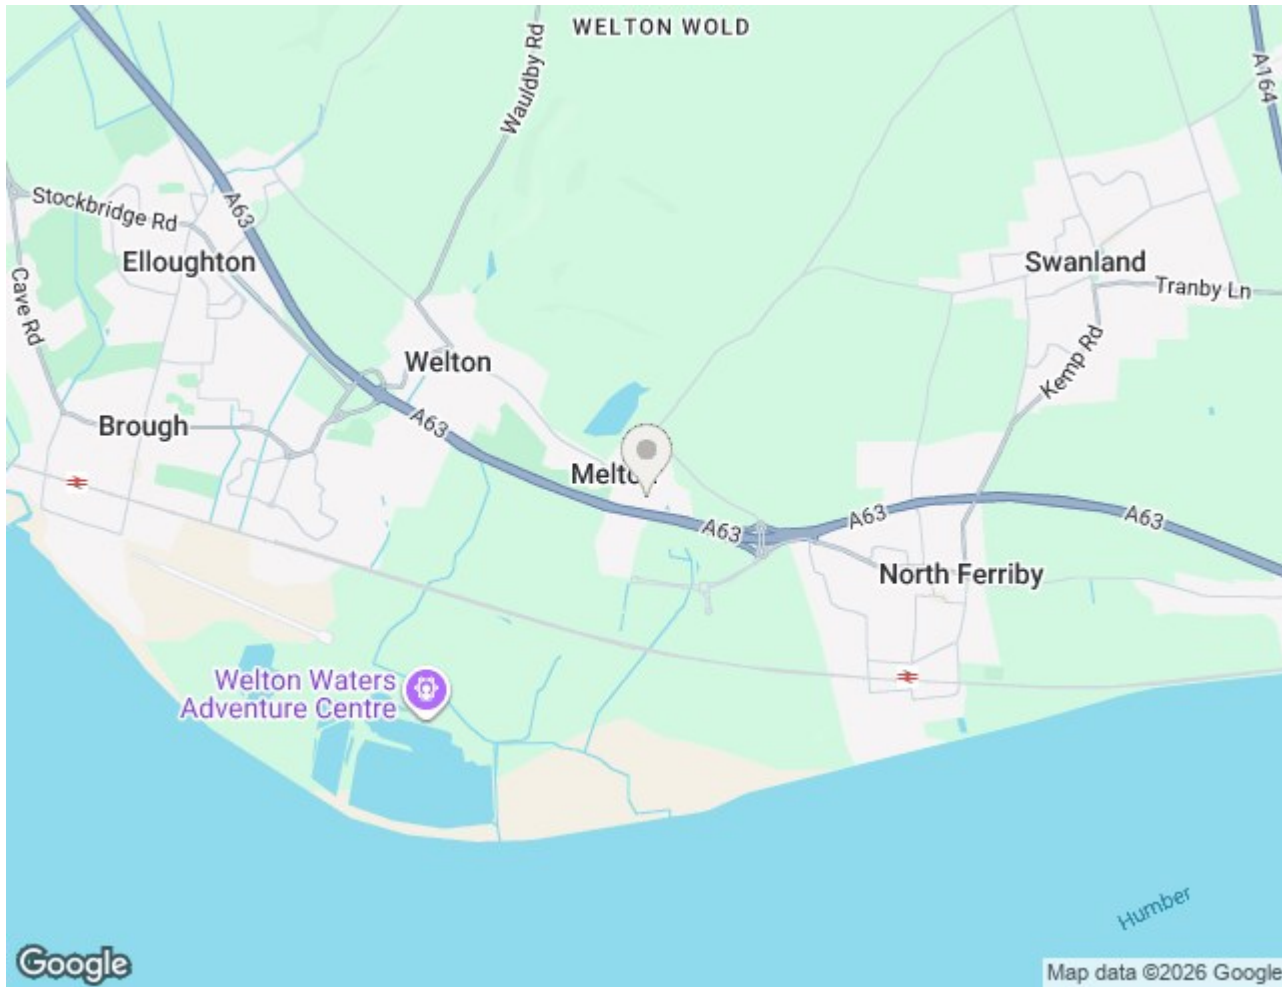 WELTON WOLD
Wauldby Rd
A164
Stockbridge Rd
A63
Elloughton
Swanland
Tranby Ln
Cave Rd
Welton
Kemp Rd
Brough
A63
Melton
A63
A63
A63
North Ferriby
Welton Waters
Adventure Centre
Humber
Google
Map data ©2026 Google